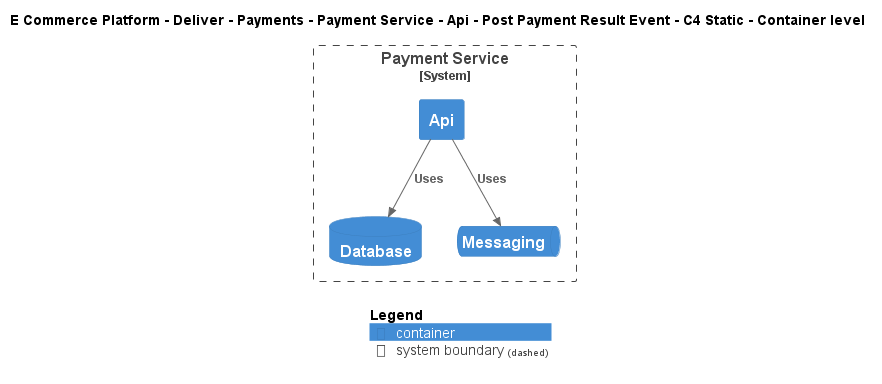 E Commerce Platform - Deliver - Payments - Payment Service - Api - Post Payment Result Event - C4 Static - Container level
Payment Service
[System]
Api
Uses
Uses
Database
Messaging
Legend
container
system boundary (dashed)